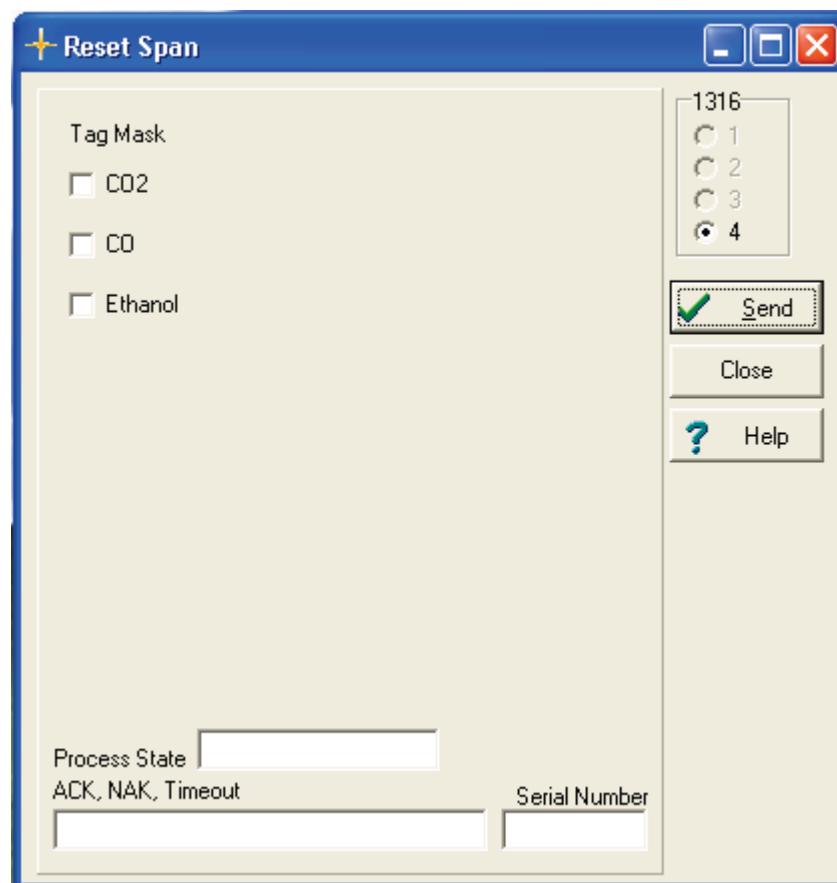 Reset Span
Tag Mask
CO2
CO
Ethanol
1316
1
2
3
4
Send
Close
? Help
Process State
ACK, NAK, Timeout
Serial Number